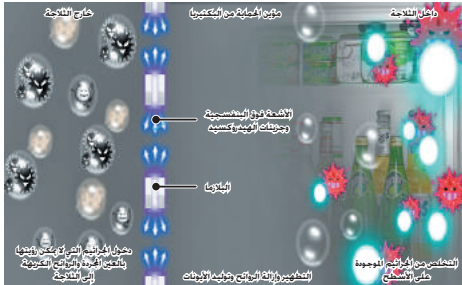 داخل الثلاجة
مؤين الحماية من البكتيريا
خارج الثلاجة
الأشعة فوق البنفسجية
وجزيئات الهيدروكسيد
البلازما
التخلص من الجراثيم الموجودة
على الأسطح
التطهير وإزالة الروائح وتوليد الأيونات
دخول الجراثيم التي لا يمكن رؤيتها
بالعين المجردة والروائح الكريهة
إلى الثلاجة